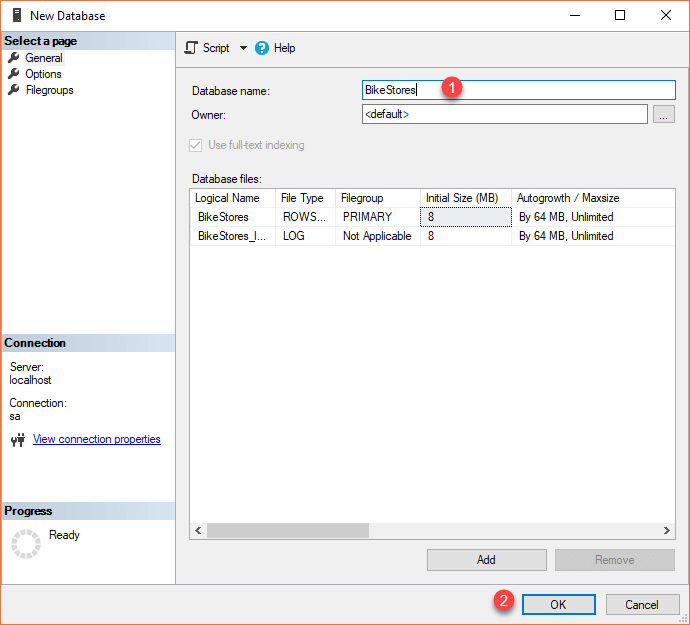 New Database
Select a page
General
Options
Filegroups
Script
Help
Database name:
BikeStores
1
Owner:
<default>
...
Use full-text indexing
Database files:
Logical Name File Type Filegroup Initial Size (MB) Autogrowth / Maxsize
BikeStores ROWS... PRIMARY 8 By 64 MB, Unlimited
BikeStores_l... LOG Not Applicable 8 By 64 MB, Unlimited
Connection
Server:
localhost
Connection:
sa
View connection properties
Progress
Ready
Add Remove
2 OK Cancel